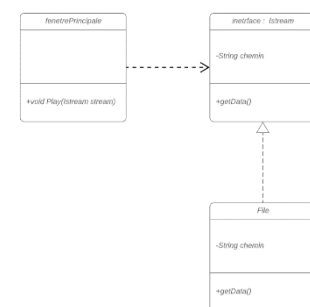 fenetrePrincipale
+void Play(Istream stream)
inetrface : Istream
-String chemin
+getData()
File
-String chemin
+getData()